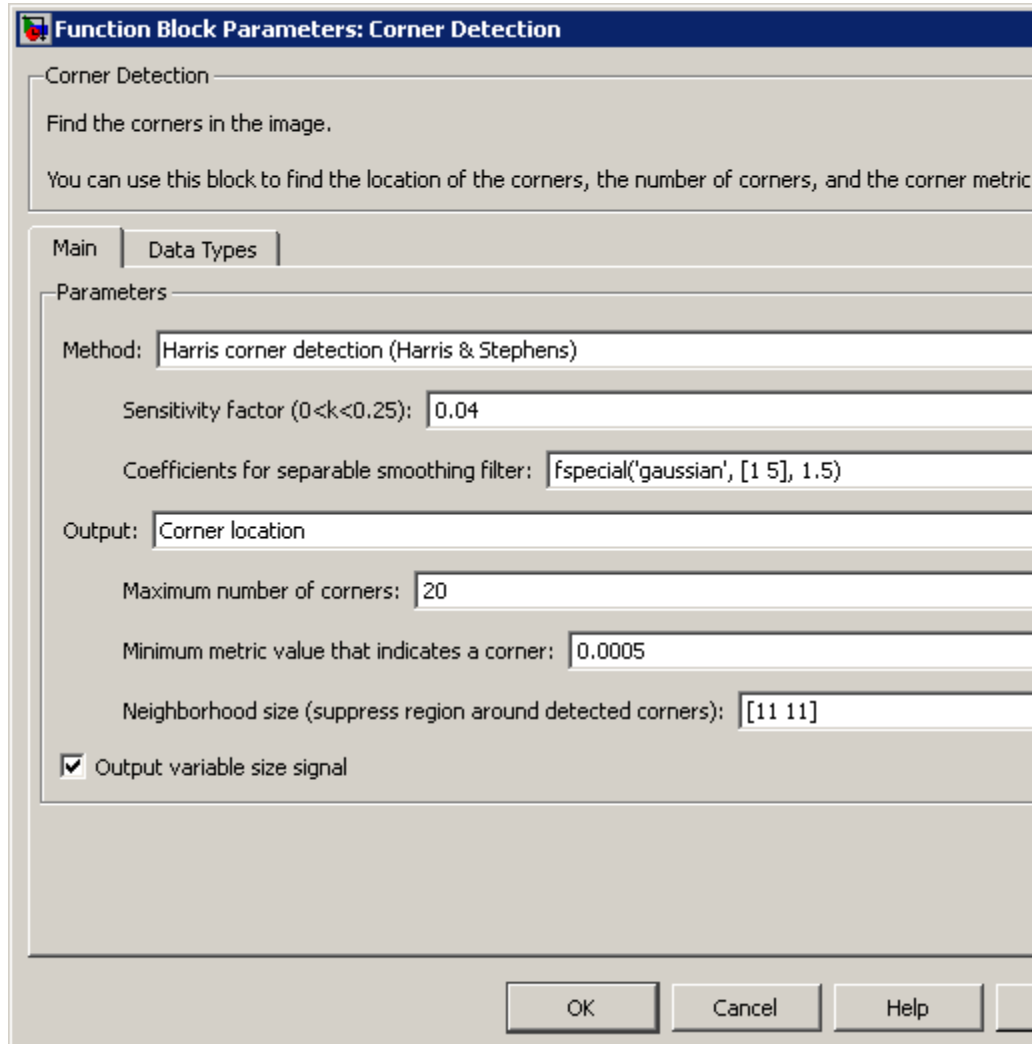 Function Block Parameters: Corner Detection
Corner Detection
Find the corners in the image.
You can use this block to find the location of the corners, the number of corners, and the corner metric
Main
Data Types
Parameters
Method: Harris corner detection (Harris & Stephens)
Sensitivity factor (0<k<0.25): 0.04
Coefficients for separable smoothing filter: fspecial('gaussian', [1 5], 1.5)
Output: Corner location
Maximum number of corners: 20
Minimum metric value that indicates a corner: 0.0005
Neighborhood size (suppress region around detected corners): [11 11]
Output variable size signal
OK
Cancel
Help